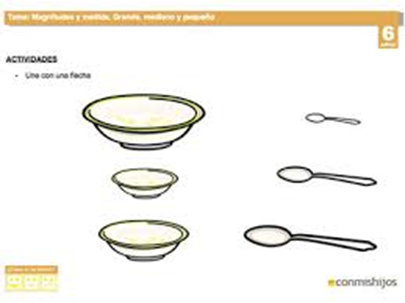 Tema: Magnitudes y medida. Grande, mediano y pequeño
6
años
ACTIVIDADES
- Une con una flecha
conmishijos